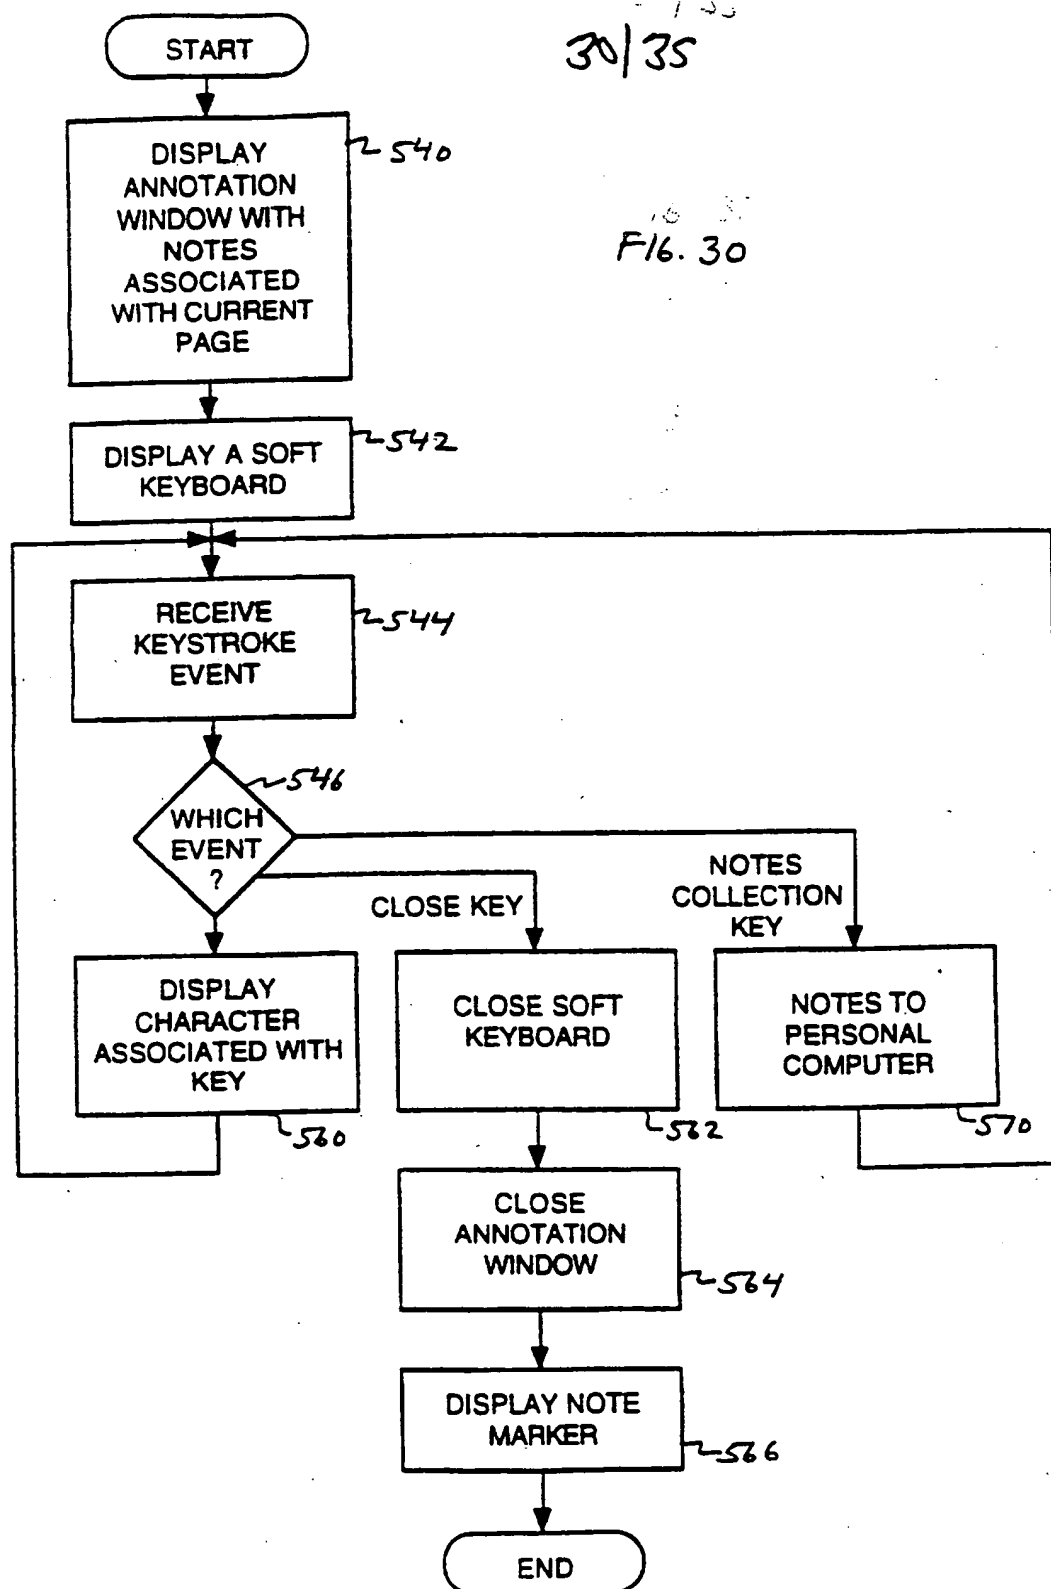 START
30/35
DISPLAY
ANNOTATION
WINDOW WITH
NOTES
ASSOCIATED
WITH CURRENT
PAGE
540
FIG. 30
DISPLAY A SOFT
KEYBOARD
542
RECEIVE
KEYSTROKE
EVENT
544
WHICH
EVENT
?
546
CLOSE KEY
NOTES
COLLECTION
KEY
DISPLAY
CHARACTER
ASSOCIATED WITH
KEY
560
CLOSE SOFT
KEYBOARD
562
NOTES TO
PERSONAL
COMPUTER
570
CLOSE
ANNOTATION
WINDOW
564
DISPLAY NOTE
MARKER
566
END